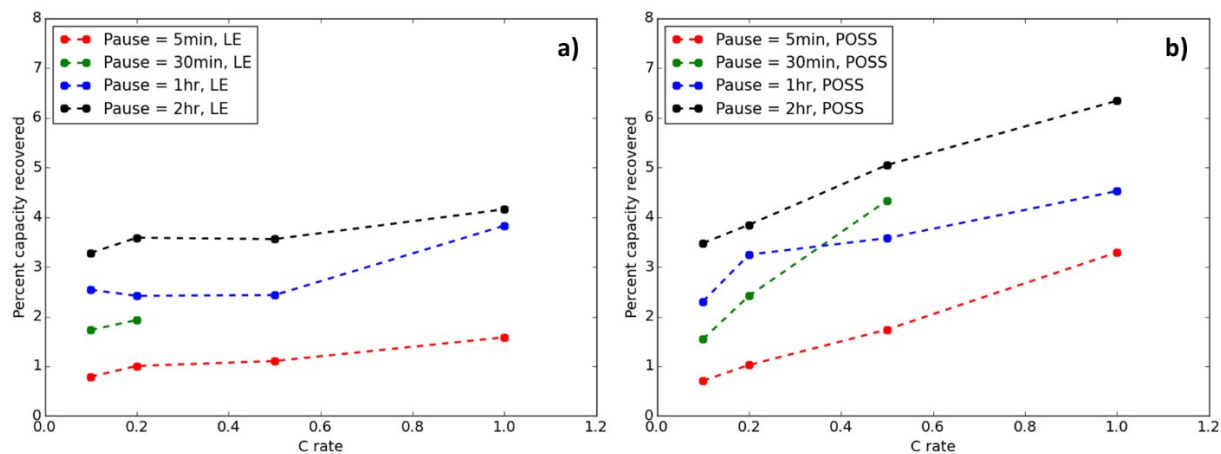 a)
Pause = 5min, LE
Pause = 30min, LE
Pause = 1hr, LE
Pause = 2hr, LE
Percent capacity recovered
8
7
6
5
4
3
2
1
0
0.0 0.2 0.4 0.6 0.8 1.0 1.2
C rate
b)
Pause = 5min, POSS
Pause = 30min, POSS
Pause = 1hr, POSS
Pause = 2hr, POSS
Percent capacity recovered
8
7
6
5
4
3
2
1
0
0.0 0.2 0.4 0.6 0.8 1.0 1.2
C rate